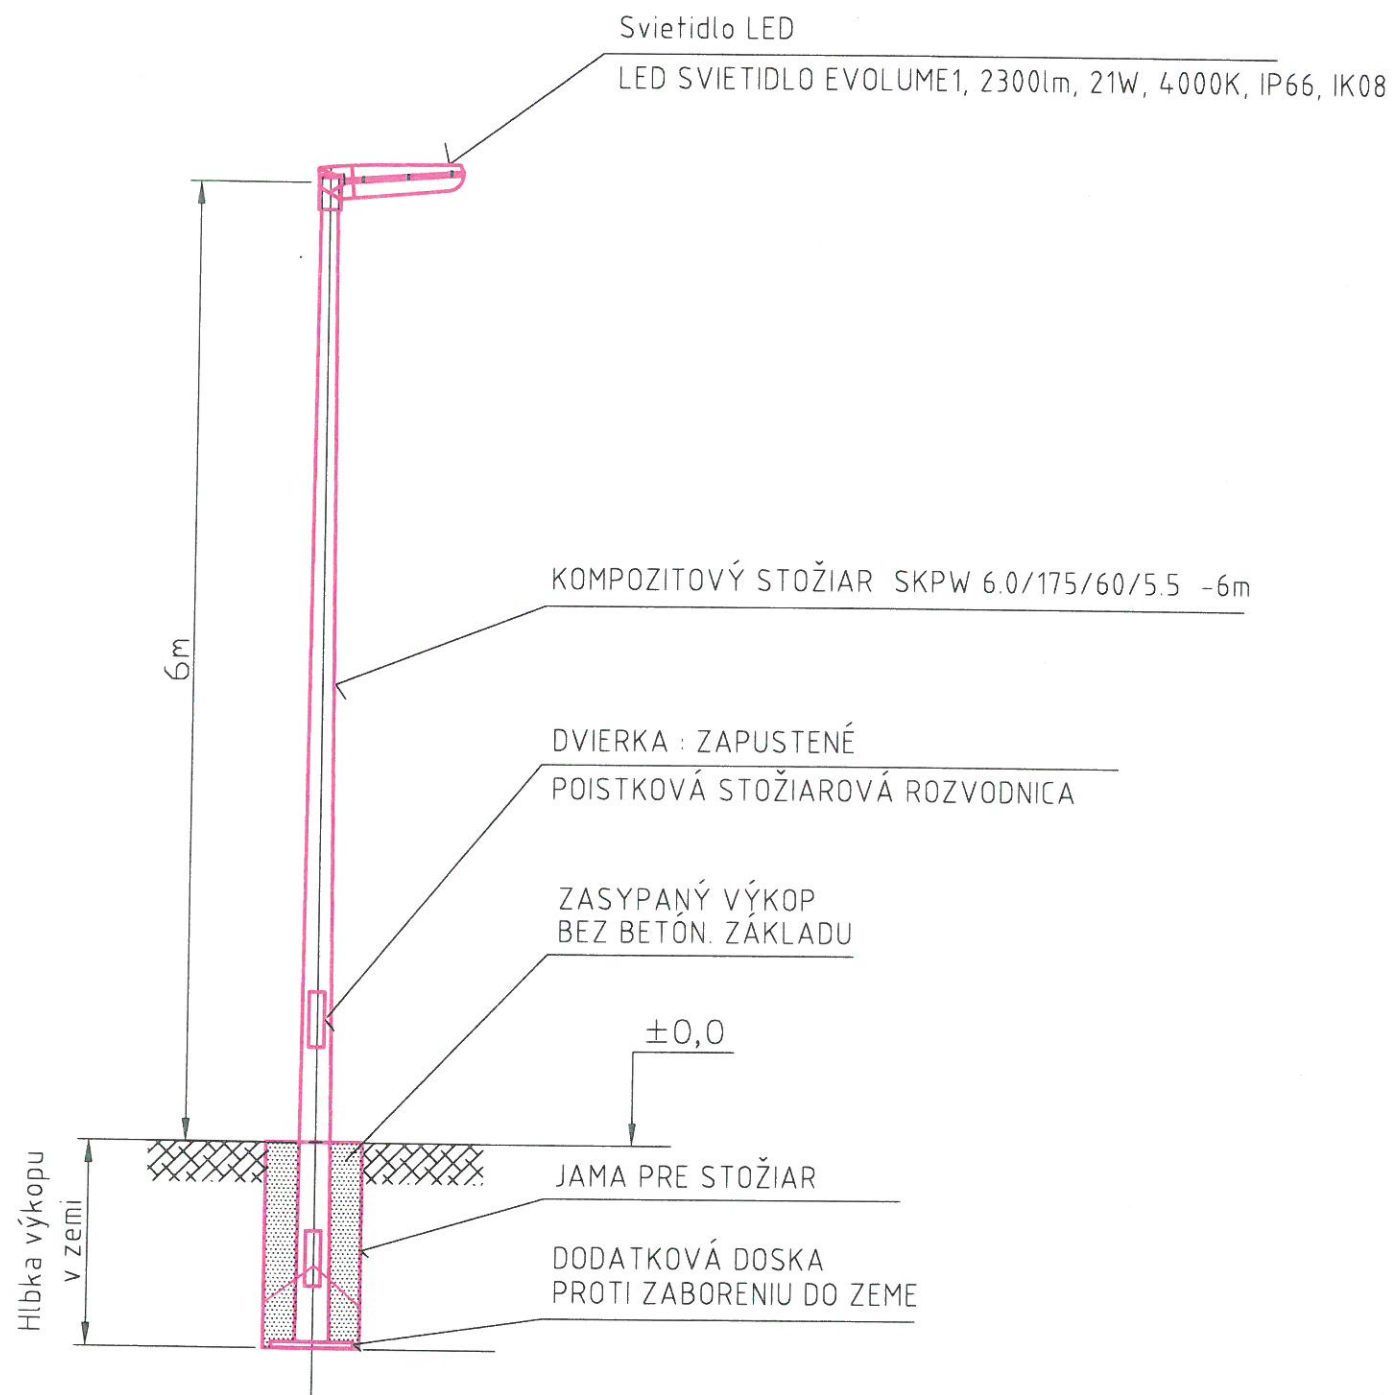 Svietidlo LED
LED SVIETIDLO EVOLUME1, 2300lm, 21W, 4000K, IP66, IK08
KOMPOZITOVÝ STOŽIAR SKPW 6.0/175/60/5.5 -6m
6m
DVIERKA : ZAPUSTENÉ
POISTKOVÁ STOŽIAROVÁ ROZVODNICA
ZASYPANÝ VÝKOP
BEZ BETÓN. ZÁKLADU
±0,0
JAMA PRE STOŽIAR
Hlbka výkopu
v zemi
DODATKOVÁ DOSKA
PROTI ZABORENIU DO ZEME